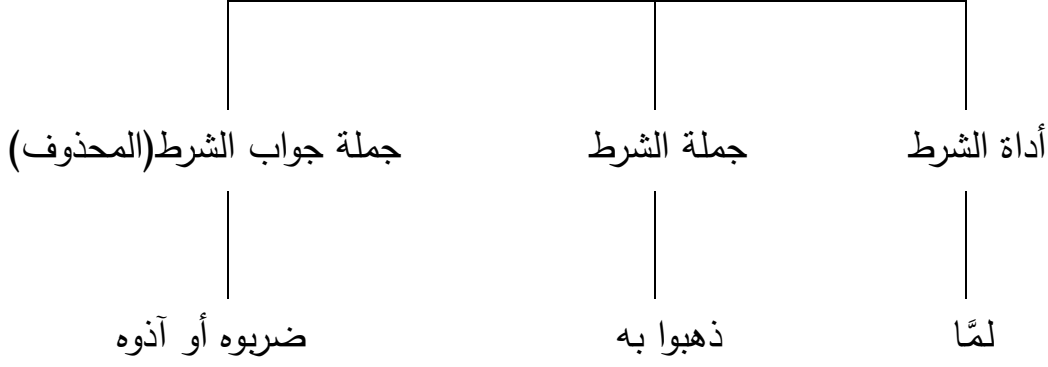 أداة الشرط جملة الشرط جملة جواب الشرط(المحذوف)
لمَّا ذهبوا به ضربوه أو آذوه